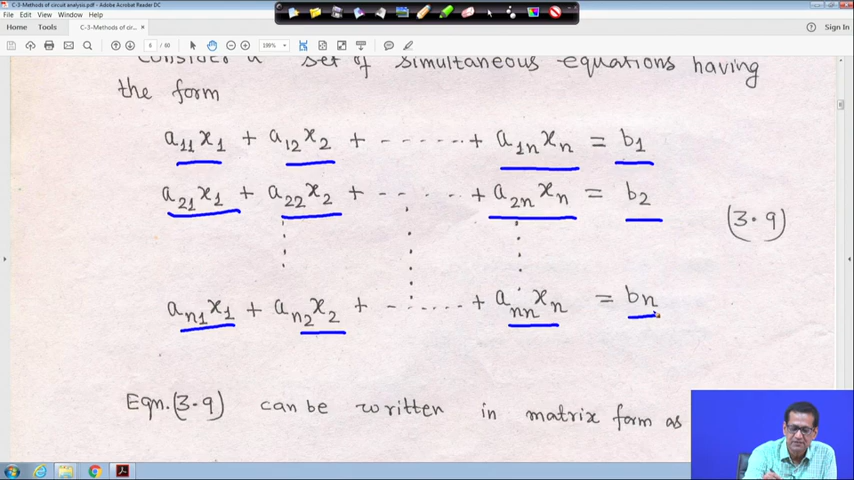 C-3-Methods of circuit analysis.pdf - Adobe Acrobat Reader DC
File Edit View Window Help
Home Tools C-3-Methods of circuit... × Sign In
6 / 60
Consider a set of simultaneous equations having
the form
a11x1 + a12x2 + ------ + a1nxn = b1
a21x1 + a22x2 + ------ + a2nxn = b2
(3.9)
an1x1 + an2x2 + ------ + annxn = bn
Eqn.(3.9) can be written in matrix form as